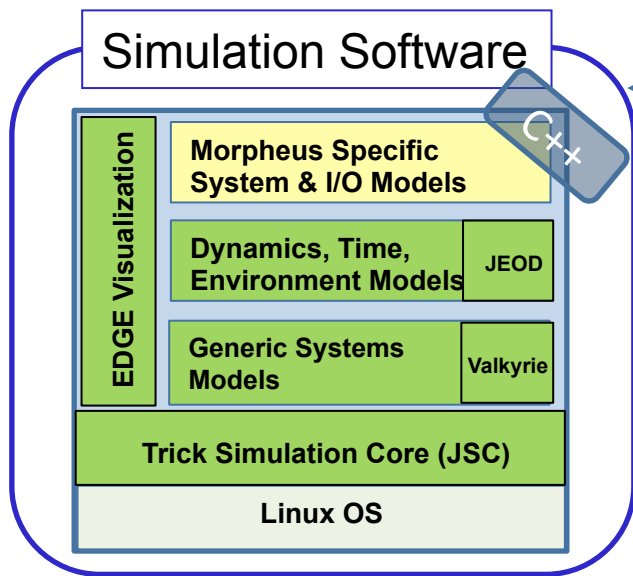 Simulation Software
C++
EDGE Visualization
Morpheus Specific
System & I/O Models
Dynamics, Time,
Environment Models
JEOD
Generic Systems
Models
Valkyrie
Trick Simulation Core (JSC)
Linux OS